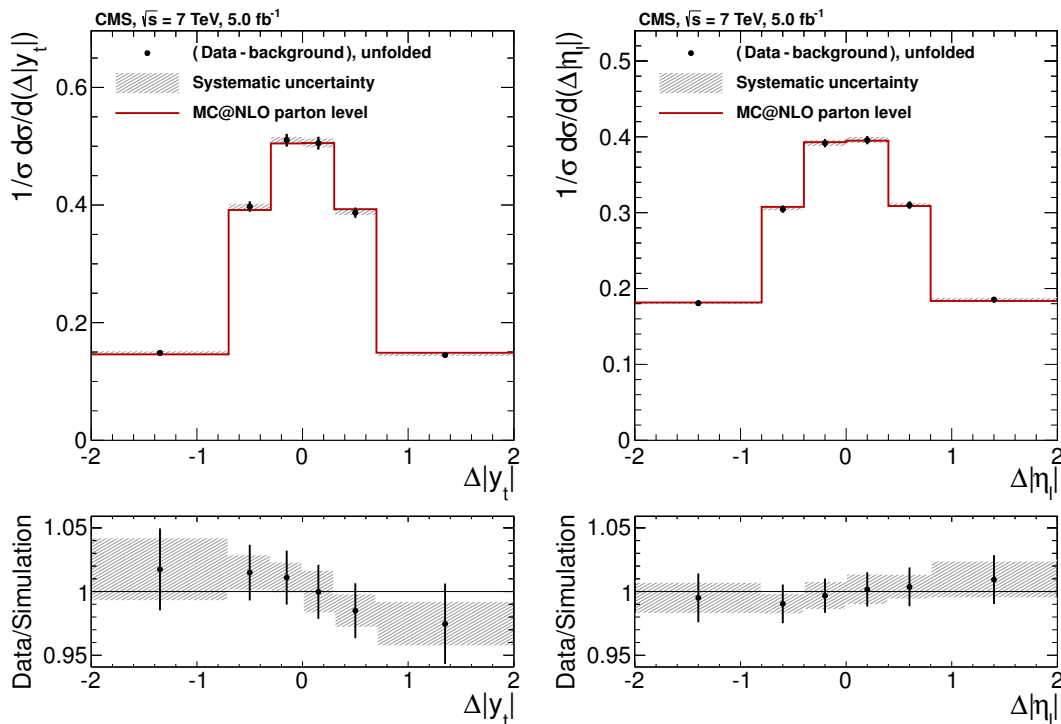 CMS, √s = 7 TeV, 5.0 fb⁻¹
1/σ dσ/d(Δ|y_t|)
(Data - background), unfolded
Systematic uncertainty
MC@NLO parton level
0.6
0.4
0.2
0
-2 -1 0 1 2
Δ|y_t|
Data/Simulation
1.05
1
0.95
-2 -1 0 1 2
Δ|y_t|
CMS, √s = 7 TeV, 5.0 fb⁻¹
1/σ dσ/d(Δ|η_l|)
(Data - background), unfolded
Systematic uncertainty
MC@NLO parton level
0.5
0.4
0.3
0.2
0.1
0
-2 -1 0 1 2
Δ|η_l|
Data/Simulation
1.05
1
0.95
-2 -1 0 1 2
Δ|η_l|